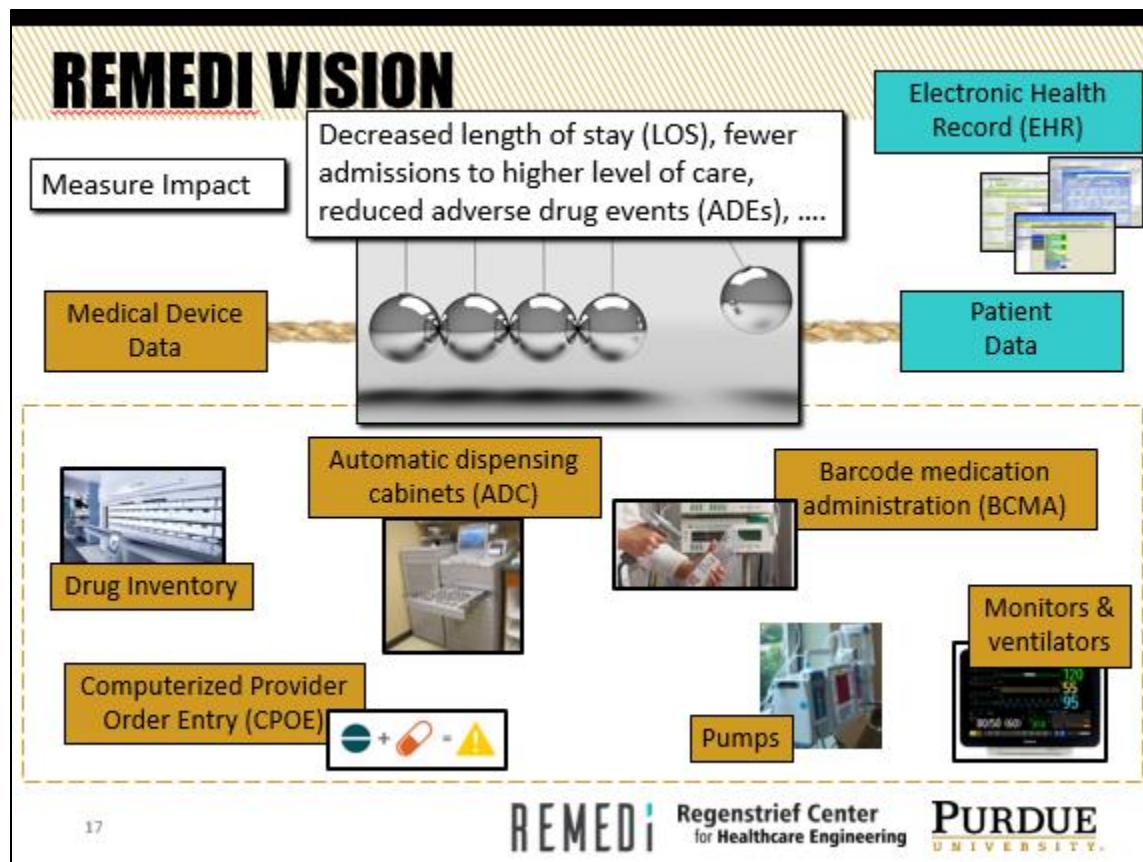 REMEDI VISION
Electronic Health
Record (EHR)
Decreased length of stay (LOS), fewer
admissions to higher level of care,
reduced adverse drug events (ADEs), ....
Measure Impact
Medical Device
Data
Patient
Data
Automatic dispensing
cabinets (ADC)
Barcode medication
administration (BCMA)
Drug Inventory
Monitors &
ventilators
120
55
95
Computerized Provider
Order Entry (CPOE)
+ =
Pumps
17
REMEDi
Regenstrief Center
for Healthcare Engineering
PURDUE
UNIVERSITY.